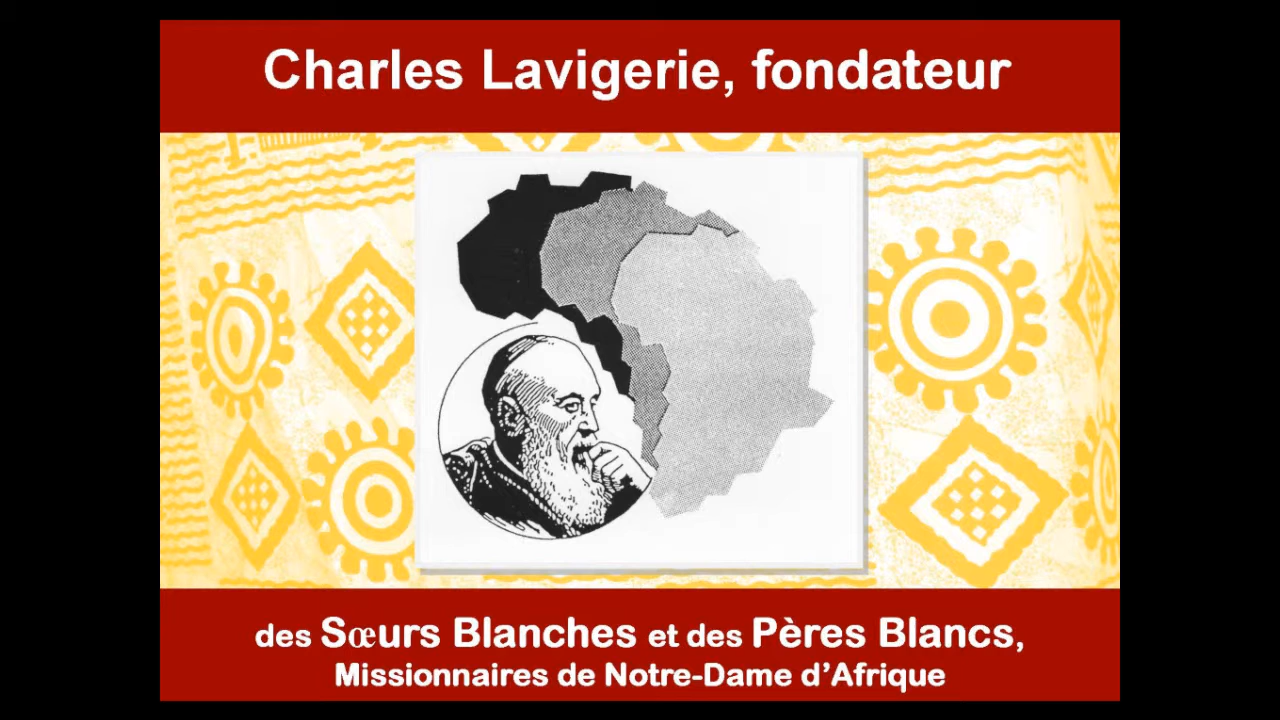 Charles Lavigerie, fondateur
des Sœurs Blanches et des Pères Blancs,
Missionnaires de Notre-Dame d’Afrique